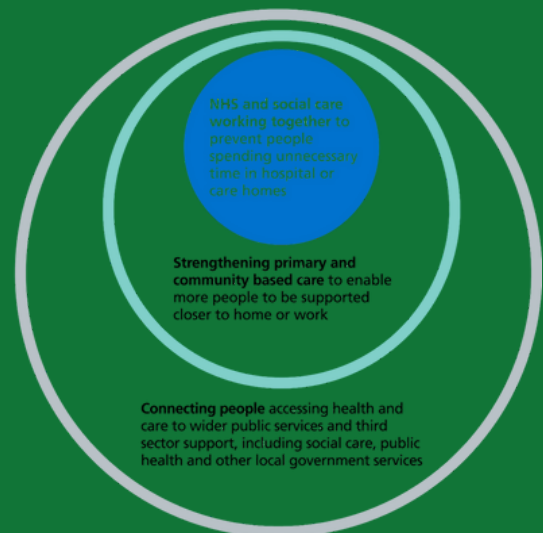 NHS and social care
working together to
prevent people
spending unnecessary
time in hospital or
care homes
Strengthening primary and
community based care to enable
more people to be supported
closer to home or work
Connecting people accessing health and
care to wider public services and third
sector support, including social care, public
health and other local government services